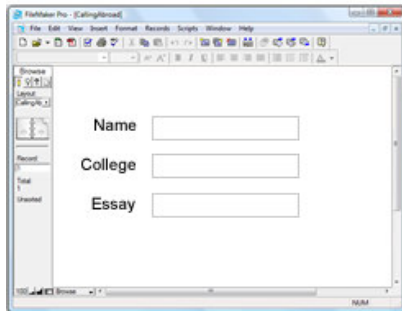 FileMaker Pro - [CallingAbroad]
File Edit View Insert Format Records Scripts Window Help
Browse
Layout:
Name
College
Record:
1
Total:
1
Essay
Unsorted
100
Browse
NUM